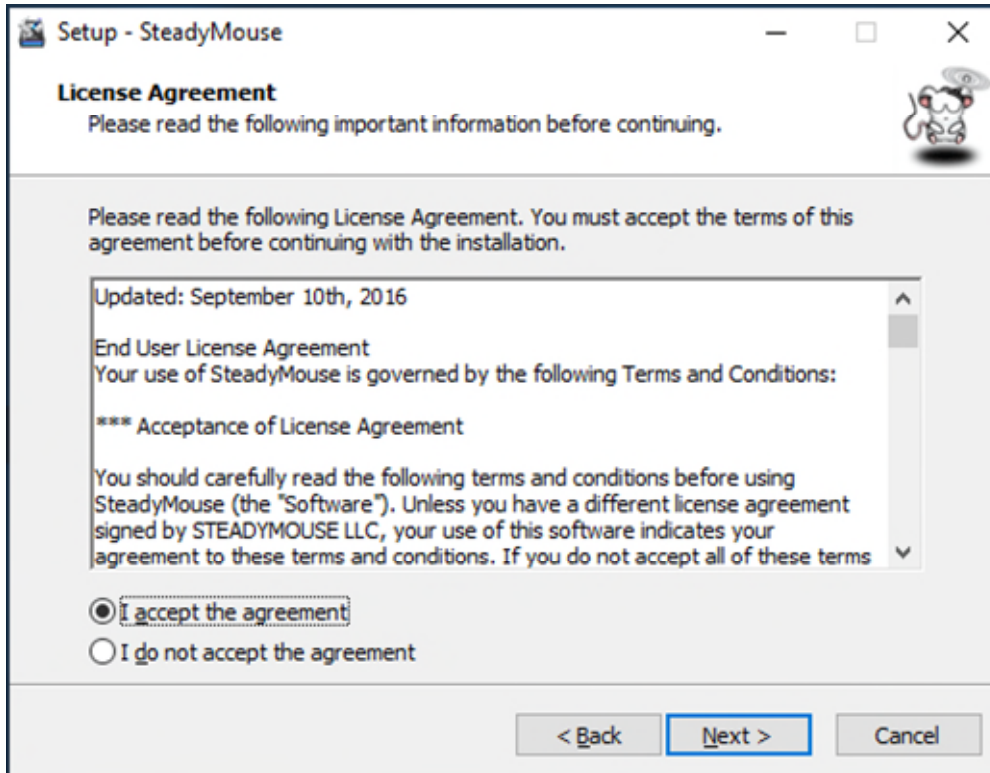 Setup - SteadyMouse
License Agreement
Please read the following important information before continuing.
Please read the following License Agreement. You must accept the terms of this
agreement before continuing with the installation.
Updated: September 10th, 2016
End User License Agreement
Your use of SteadyMouse is governed by the following Terms and Conditions:
*** Acceptance of License Agreement
You should carefully read the following terms and conditions before using
SteadyMouse (the "Software"). Unless you have a different license agreement
signed by STEADYMOUSE LLC, your use of this software indicates your
agreement to these terms and conditions. If you do not accept all of these terms
I accept the agreement
I do not accept the agreement
< Back Next > Cancel